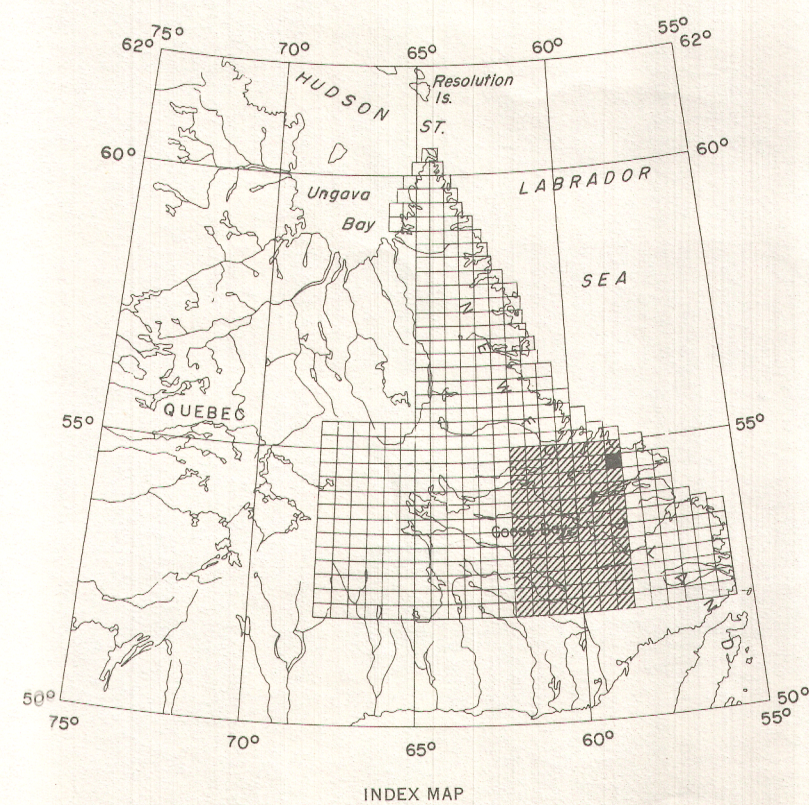 75° 70° 65° 60° 55°
62° 62°
HUDSON
Resolution
Is.
ST.
60° 60°
LABRADOR
Ungava
Bay
SEA
N
E
W
F
QUEBEC
55° 55°
Goose Bay
L
A
N
D
50° 50°
75° 70° 65° 60° 55°
INDEX MAP